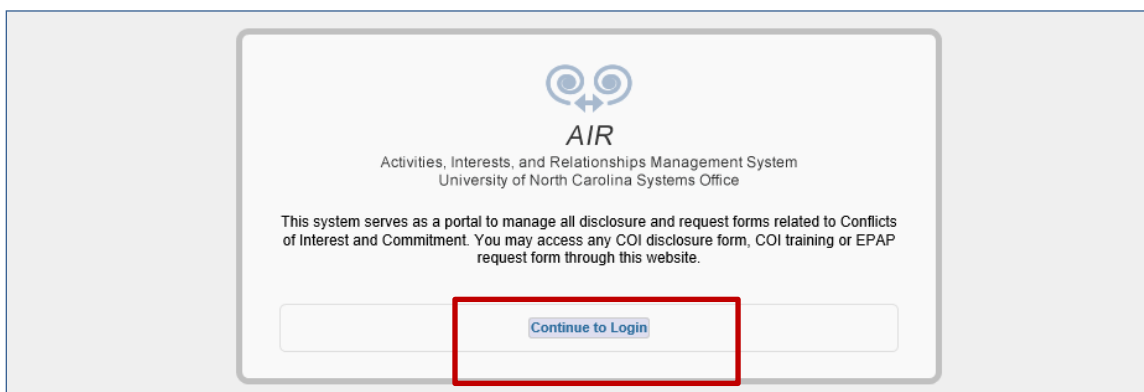 AIR
Activities, Interests, and Relationships Management System
University of North Carolina Systems Office
This system serves as a portal to manage all disclosure and request forms related to Conflicts
of Interest and Commitment. You may access any COI disclosure form, COI training or EPAP
request form through this website.
Continue to Login